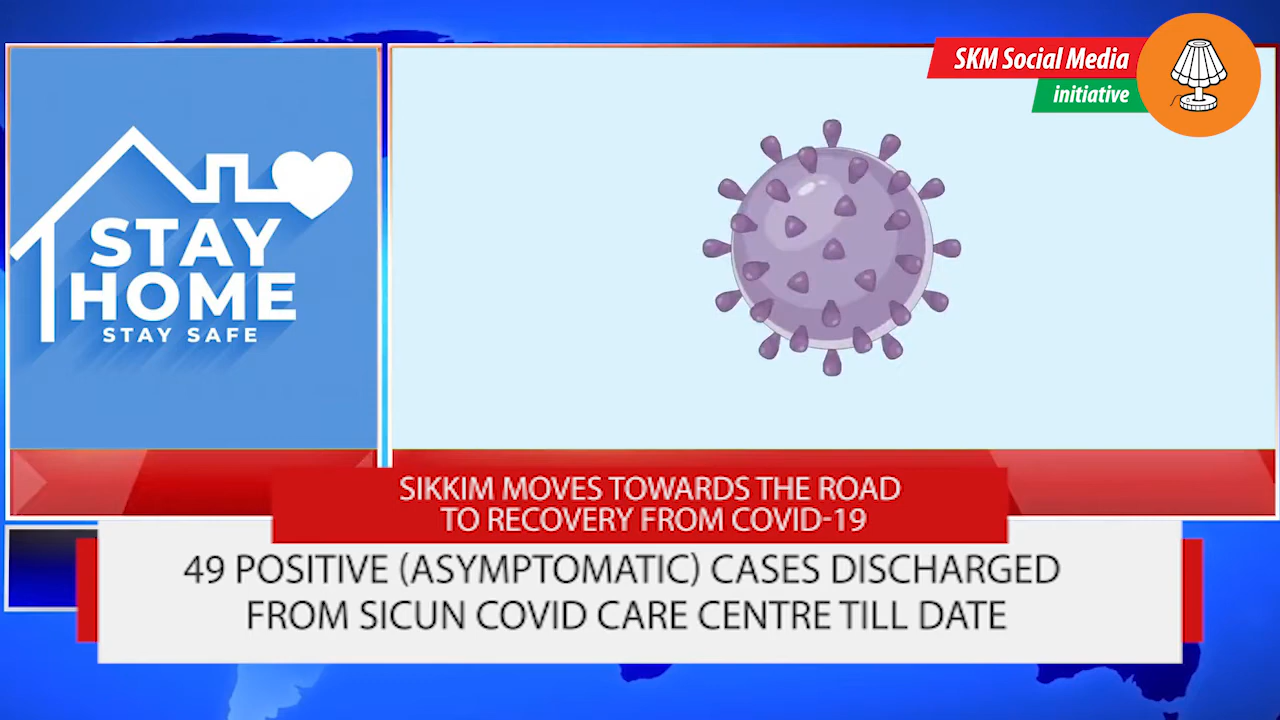 SKM Social Media
initiative
STAY
HOME
STAY SAFE
SIKKIM MOVES TOWARDS THE ROAD
TO RECOVERY FROM COVID-19
49 POSITIVE (ASYMPTOMATIC) CASES DISCHARGED
FROM SICUN COVID CARE CENTRE TILL DATE